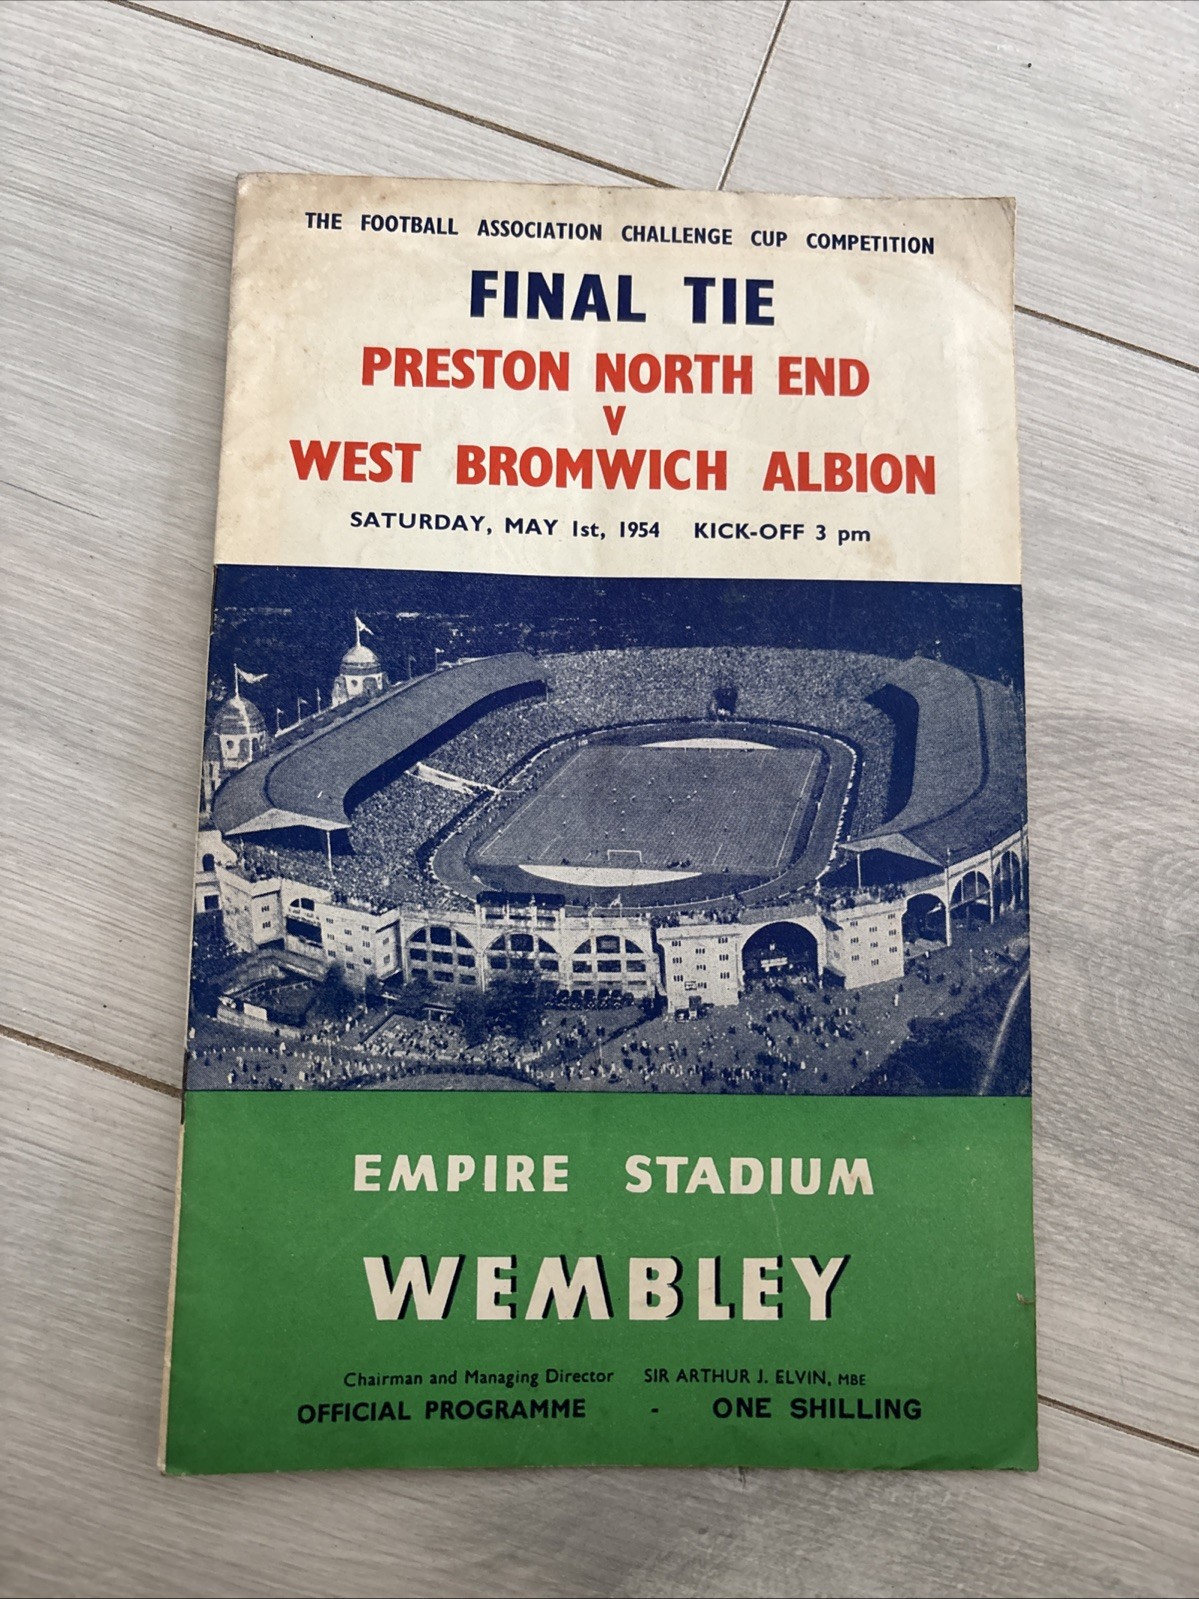 THE FOOTBALL ASSOCIATION CHALLENGE CUP COMPETITION
FINAL TIE
PRESTON NORTH END
V
WEST BROMWICH ALBION
SATURDAY, MAY 1st, 1954 KICK-OFF 3 pm
EMPIRE STADIUM
WEMBLEY
Chairman and Managing Director SIR ARTHUR J. ELVIN, MBE
OFFICIAL PROGRAMME - ONE SHILLING